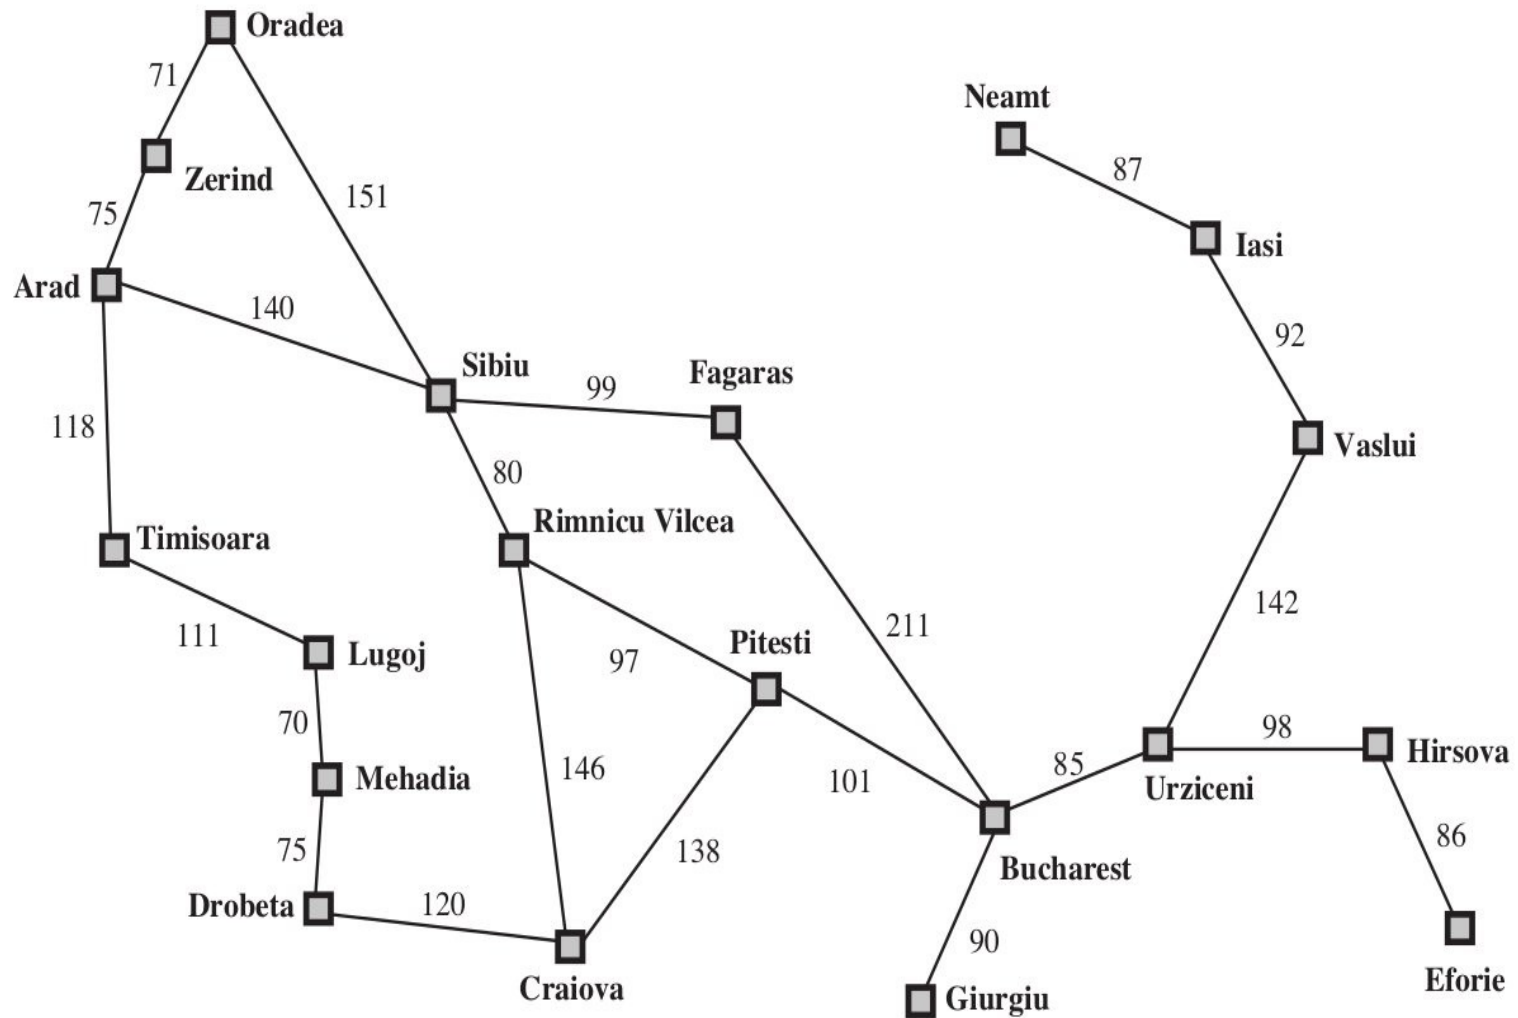 Oradea
71
Neamt
87
Zerind
151
75
Iasi
Arad
140
92
Sibiu
Fagaras
99
118
Vaslui
80
Rimnicu Vilcea
Timisoara
142
211
111
Pitesti
Lugoj
97
70
98
Hirsova
Mehadia
146
101
85
Urziceni
86
75
138
Bucharest
Drobeta
120
90
Craiova
Giurgiu
Eforie